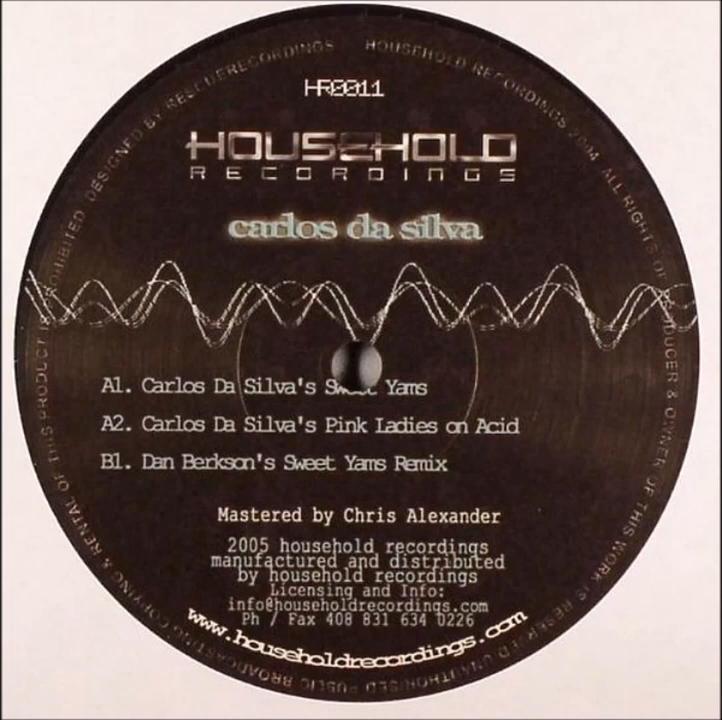 HR0011
HOUSEHOLD
RECORDINGS
carlos da silva
A1. Carlos Da Silva's Sweet Yams
A2. Carlos Da Silva's Pink Ladies on Acid
B1. Dan Berkson's Sweet Yams Remix
Mastered by Chris Alexander
2005 household recordings
manufactured and distributed
by household recordings
Licensing and Info:
info@householdrecordings.com
Ph / Fax 408 831 634 0226
www.householdrecordings.com
HOUSEHOLD RECORDINGS 2004 ALL RIGHTS OF PRODUCER & OWNER OF THIS WORK IS RESERVED UNAUTHORISED PUBLIC BROADCASTING COPYING & RENTAL OF THIS PRODUCT IS PROHIBITED DESIGNED BY RESCUERECORDINGS